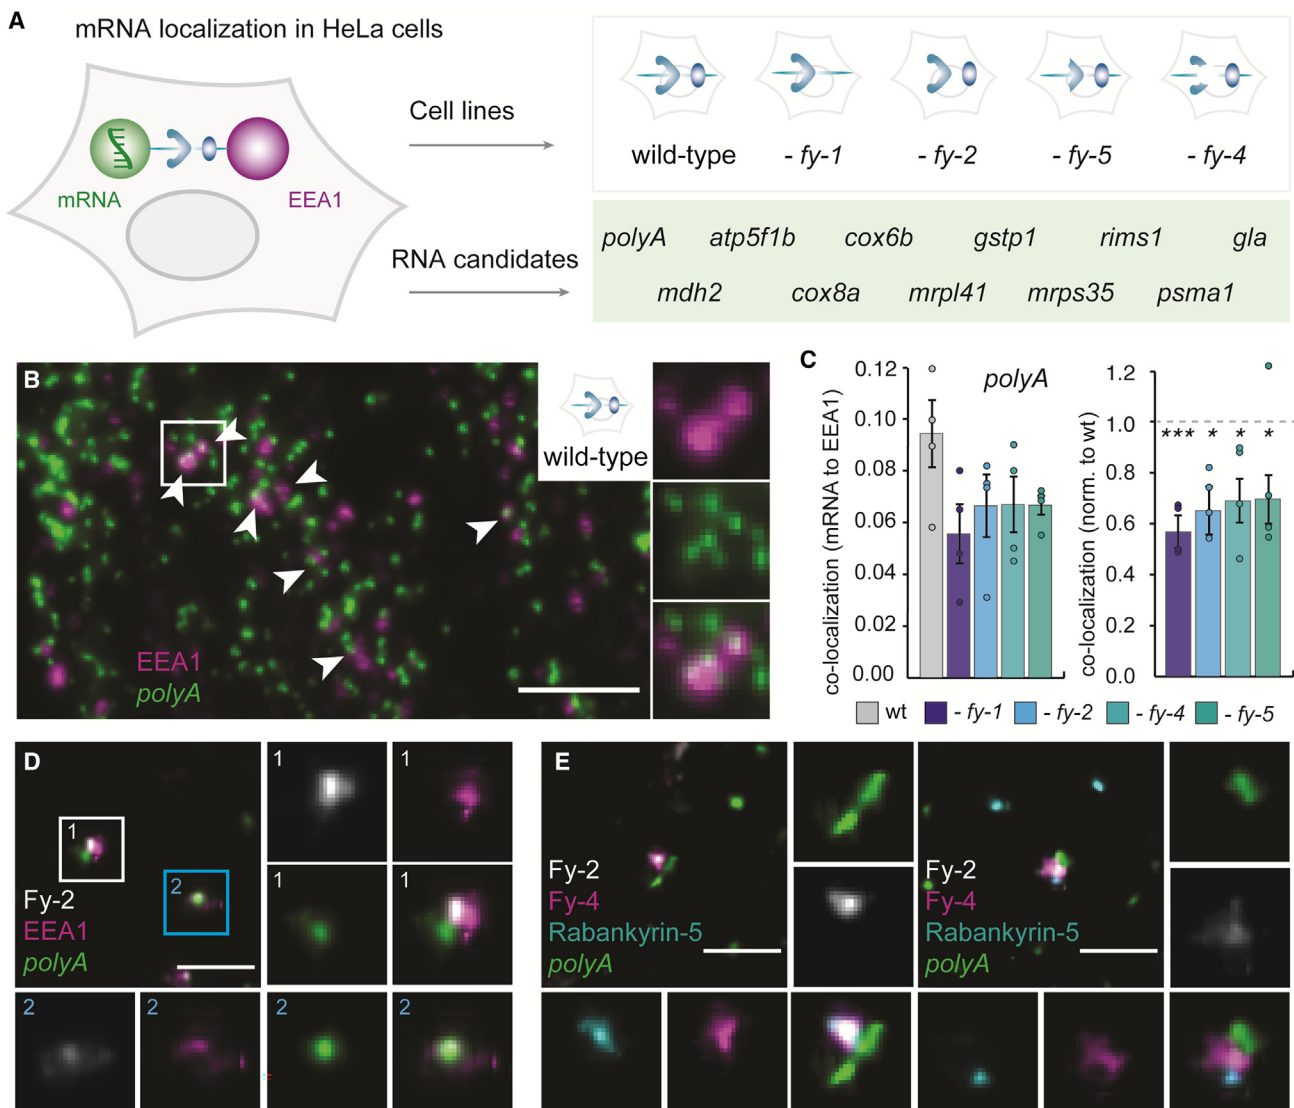 A
mRNA localization in HeLa cells
mRNA
EEA1
Cell lines
RNA candidates
wild-type
- fy-1
- fy-2
- fy-5
- fy-4
polyA atp5f1b cox6b gstp1 rims1 gla
mdh2 cox8a mrpl41 mrps35 psma1
B
wild-type
EEA1
polyA
C
polyA
co-localization (mRNA to EEA1)
0.12
0.10
0.08
0.06
0.04
0.02
0.00
co-localization (norm. to wt)
1.2
1.0
0.8
0.6
0.4
0.2
0.0
*** * * *
wt - fy-1 - fy-2 - fy-4 - fy-5
D
1
2
Fy-2
EEA1
polyA
1
1
1
1
2
2
2
2
E
Fy-2
Fy-4
Rabankyrin-5
polyA
Fy-2
Fy-4
Rabankyrin-5
polyA